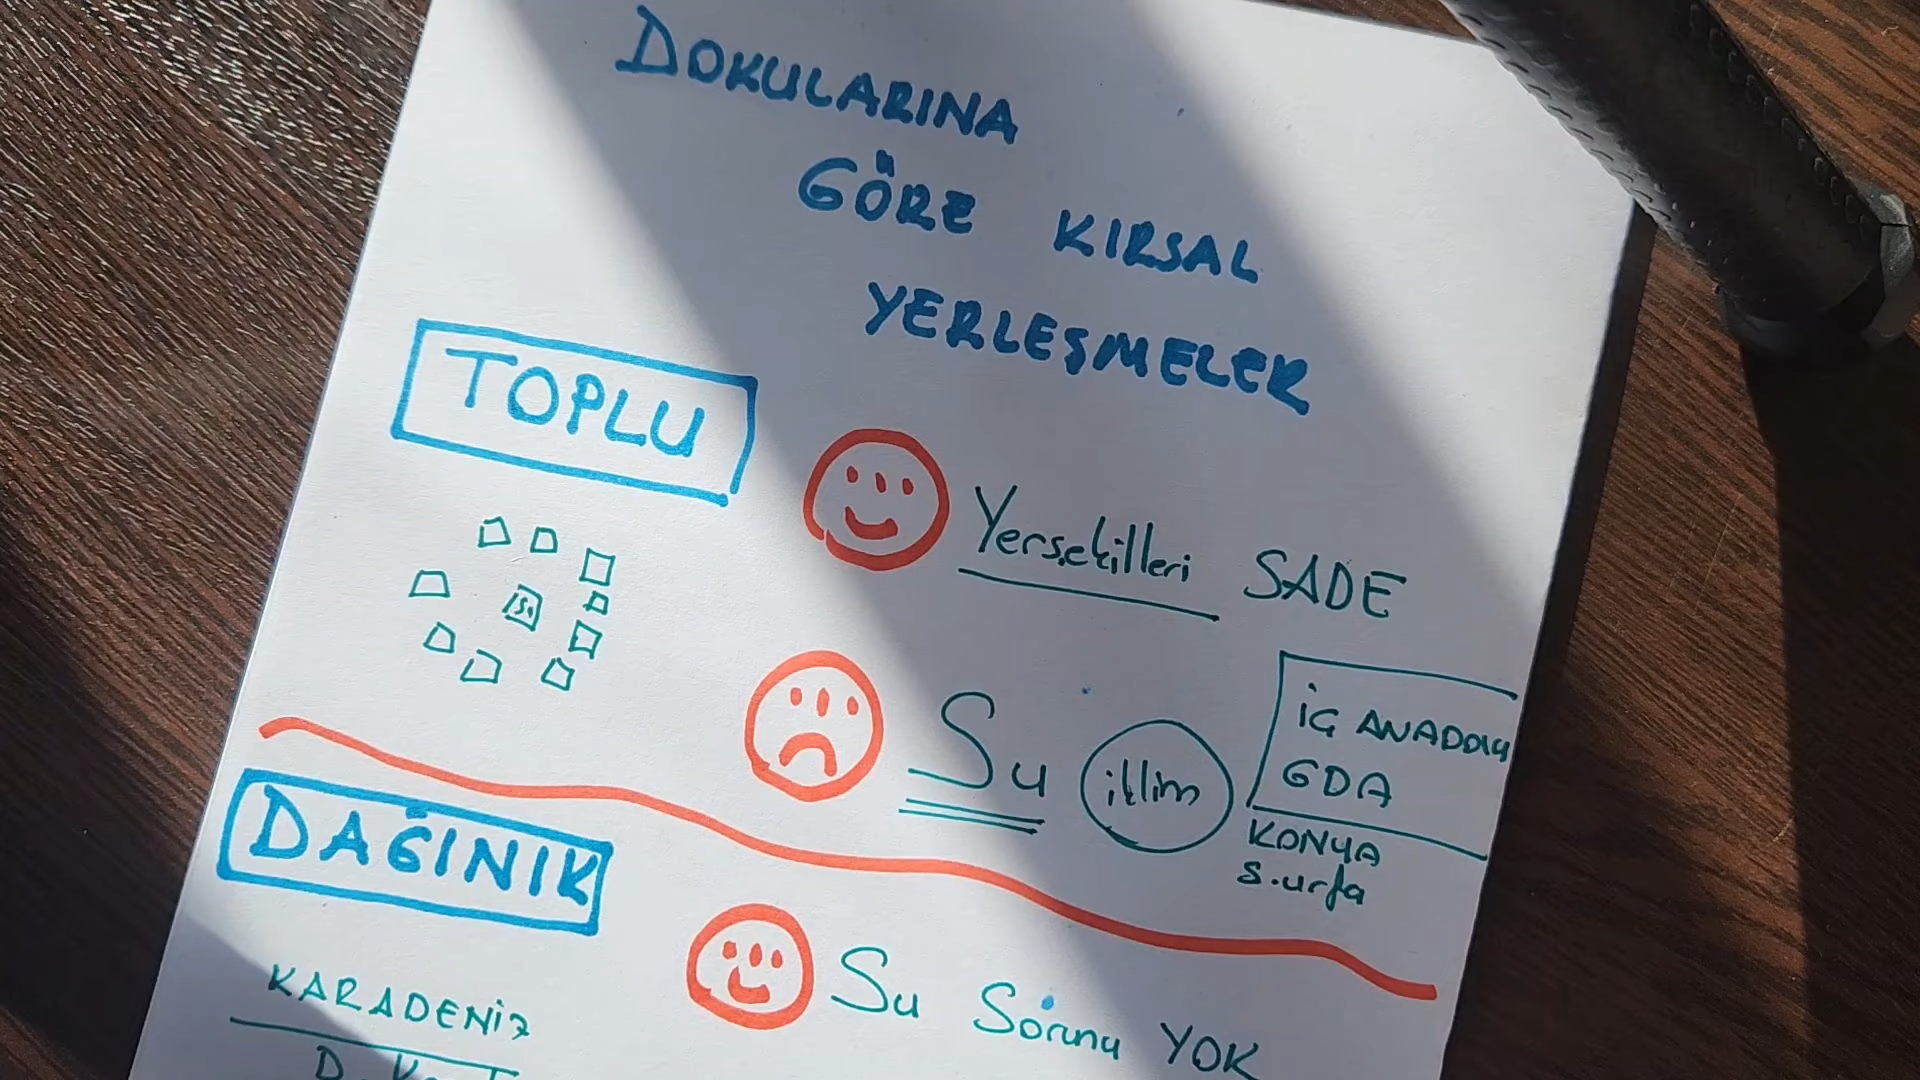 DOKULARINA
GÖRE KIRSAL
YERLEŞMELER
TOPLU
Yerşekilleri SADE
Su
iklim
İÇ ANADOLU
GDA
KONYA
Ş.urfa
DAĞINIK
KARADENİZ
Su Sorunu YOK